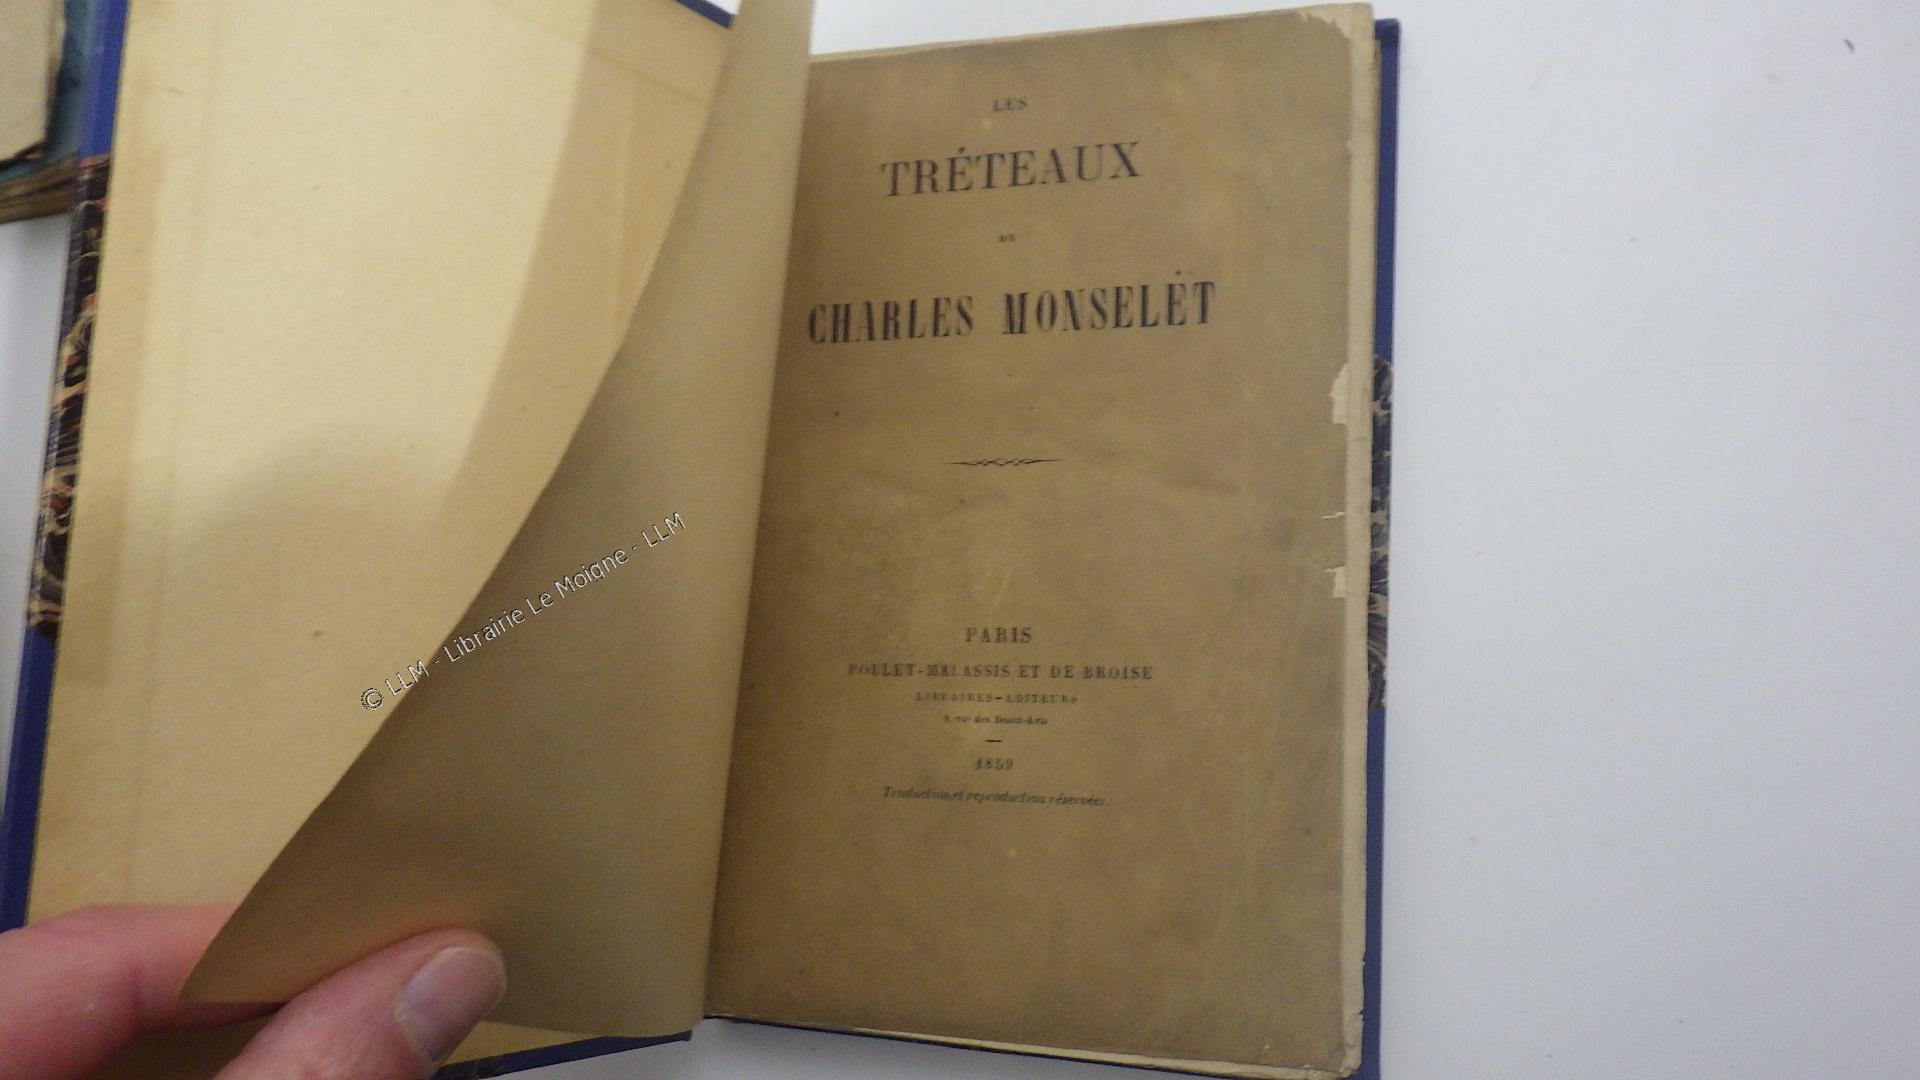 LES
TRÉTEAUX
DE
CHARLES MONSELET
PARIS
POULET-MALASSIS ET DE BROISE
LIBRAIRES-EDITEURS
9, rue des Beaux-Arts
1859
Traduction et reproduction réservées.
© LLM - Librairie Le Moigne - LLM